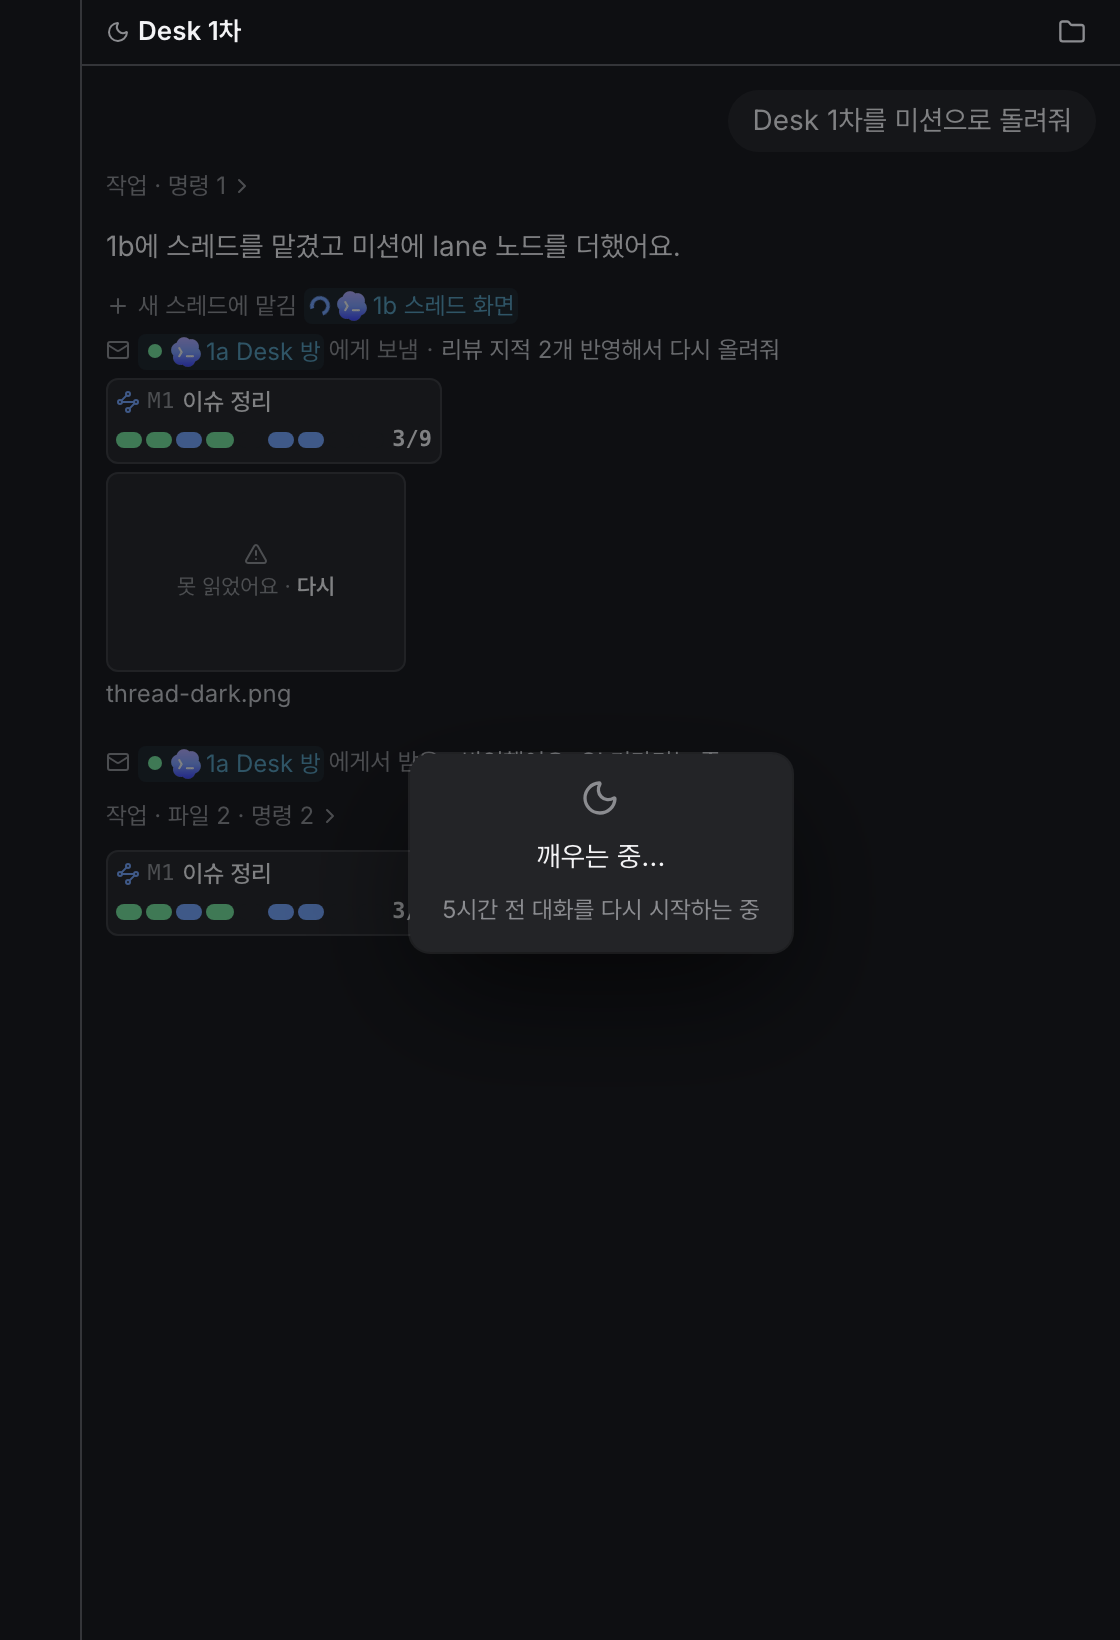 Desk 1차
Desk 1차를 미션으로 돌려줘
작업 · 명령 1
1b에 스레드를 맡겼고 미션에 lane 노드를 더했어요.
새 스레드에 맡김 1b 스레드 화면
1a Desk 방 에게 보냄 · 리뷰 지적 2개 반영해서 다시 올려줘
M1 이슈 정리
3/9
못 읽었어요 · 다시
thread-dark.png
1a Desk 방 에게서
작업 · 파일 2 · 명령 2
M1 이슈 정리
3/
깨우는 중...
5시간 전 대화를 다시 시작하는 중